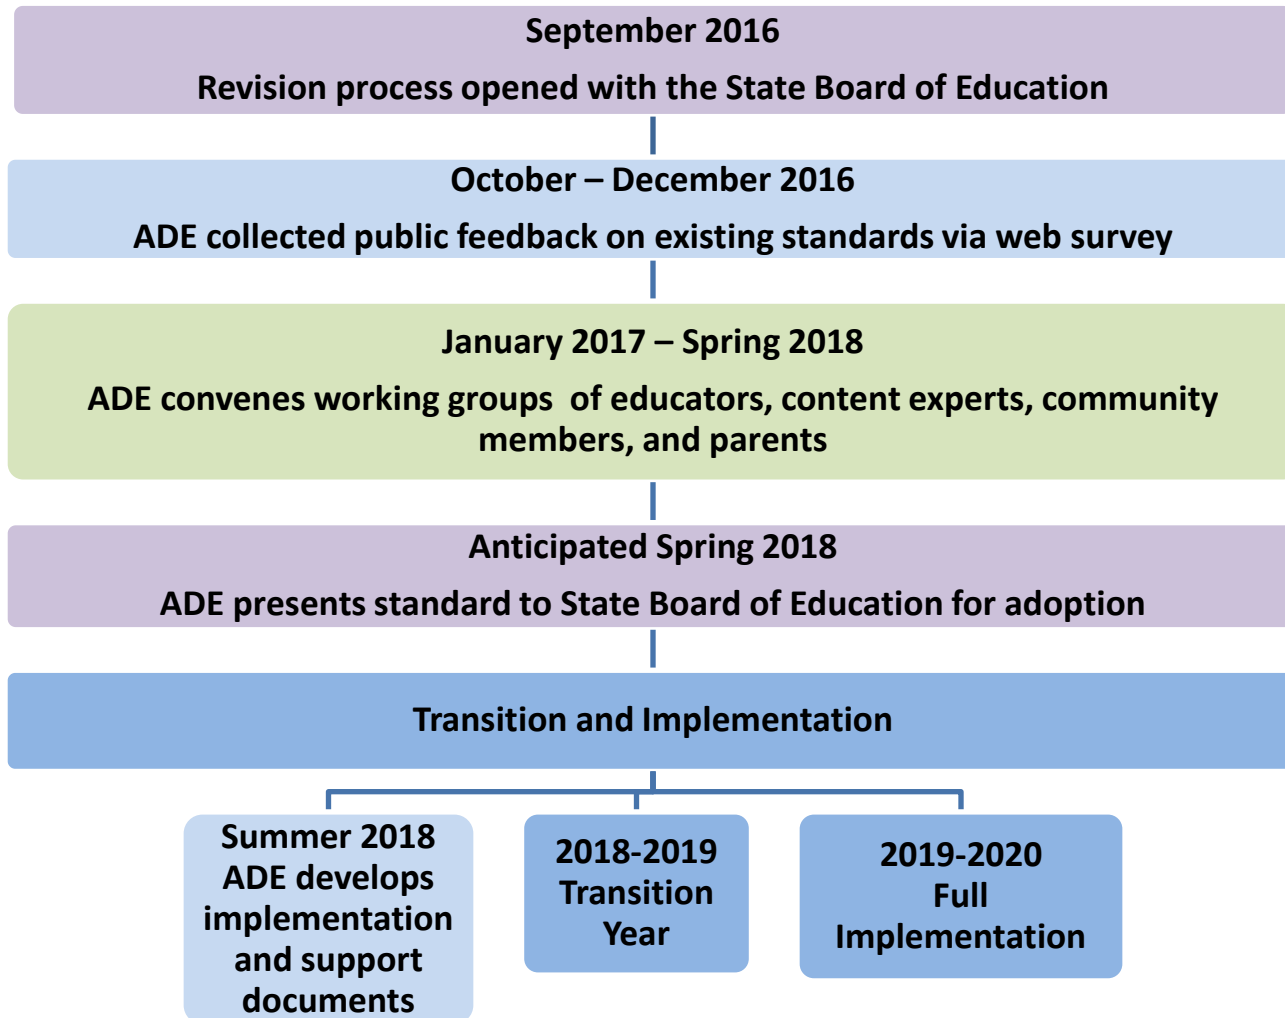 September 2016
Revision process opened with the State Board of Education
October – December 2016
ADE collected public feedback on existing standards via web survey
January 2017 – Spring 2018
ADE convenes working groups  of educators, content experts, community
members, and parents
Anticipated Spring 2018
ADE presents standard to State Board of Education for adoption
Transition and Implementation
Summer 2018
ADE develops
implementation
and support
documents
2018-2019
Transition
Year
2019-2020
Full
Implementation